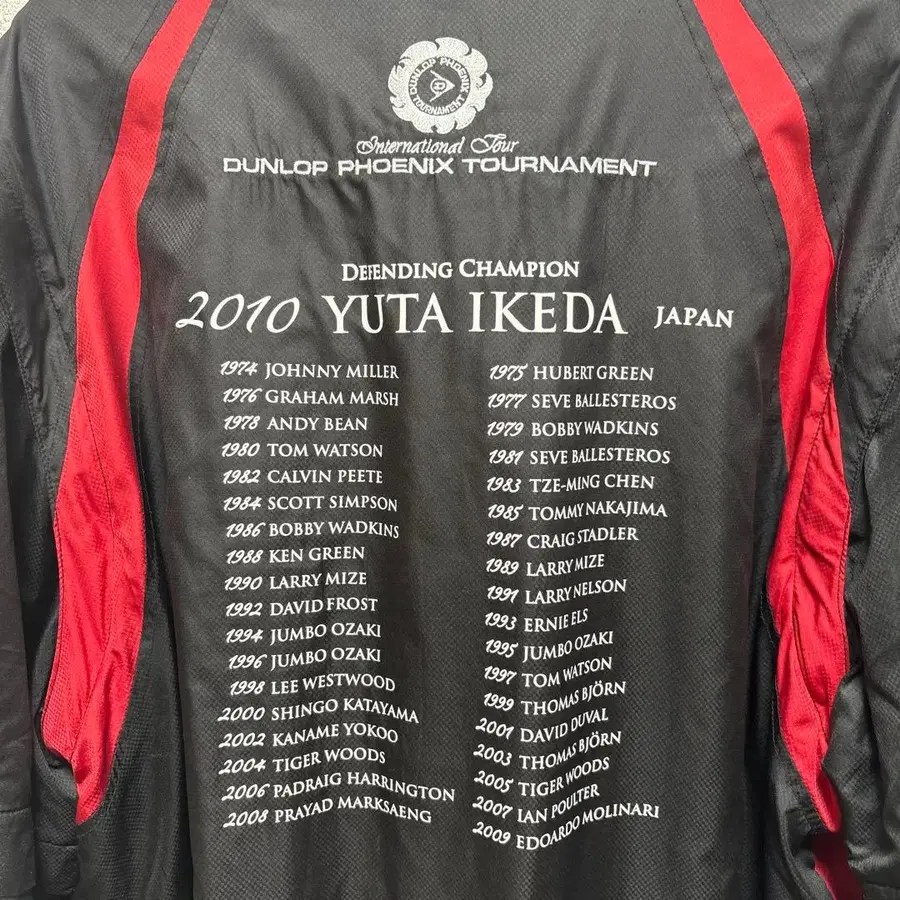 DUNLOP PHOENIX
TOURNAMENT
International Tour
DUNLOP PHOENIX TOURNAMENT
DEFENDING CHAMPION
2010 YUTA IKEDA JAPAN
1974 JOHNNY MILLER 1975 HUBERT GREEN
1976 GRAHAM MARSH 1977 SEVE BALLESTEROS
1978 ANDY BEAN 1979 BOBBY WADKINS
1980 TOM WATSON 1981 SEVE BALLESTEROS
1982 CALVIN PEETE 1983 TZE-MING CHEN
1984 SCOTT SIMPSON 1985 TOMMY NAKAJIMA
1986 BOBBY WADKINS 1987 CRAIG STADLER
1988 KEN GREEN 1989 LARRY MIZE
1990 LARRY MIZE 1991 LARRY NELSON
1992 DAVID FROST 1993 ERNIE ELS
1994 JUMBO OZAKI 1995 JUMBO OZAKI
1996 JUMBO OZAKI 1997 TOM WATSON
1998 LEE WESTWOOD 1999 THOMAS BJÖRN
2000 SHINGO KATAYAMA 2001 DAVID DUVAL
2002 KANAME YOKOO 2003 THOMAS BJÖRN
2004 TIGER WOODS 2005 TIGER WOODS
2006 PADRAIG HARRINGTON 2007 IAN POULTER
2008 PRAYAD MARKSAENG 2009 EDOARDO MOLINARI